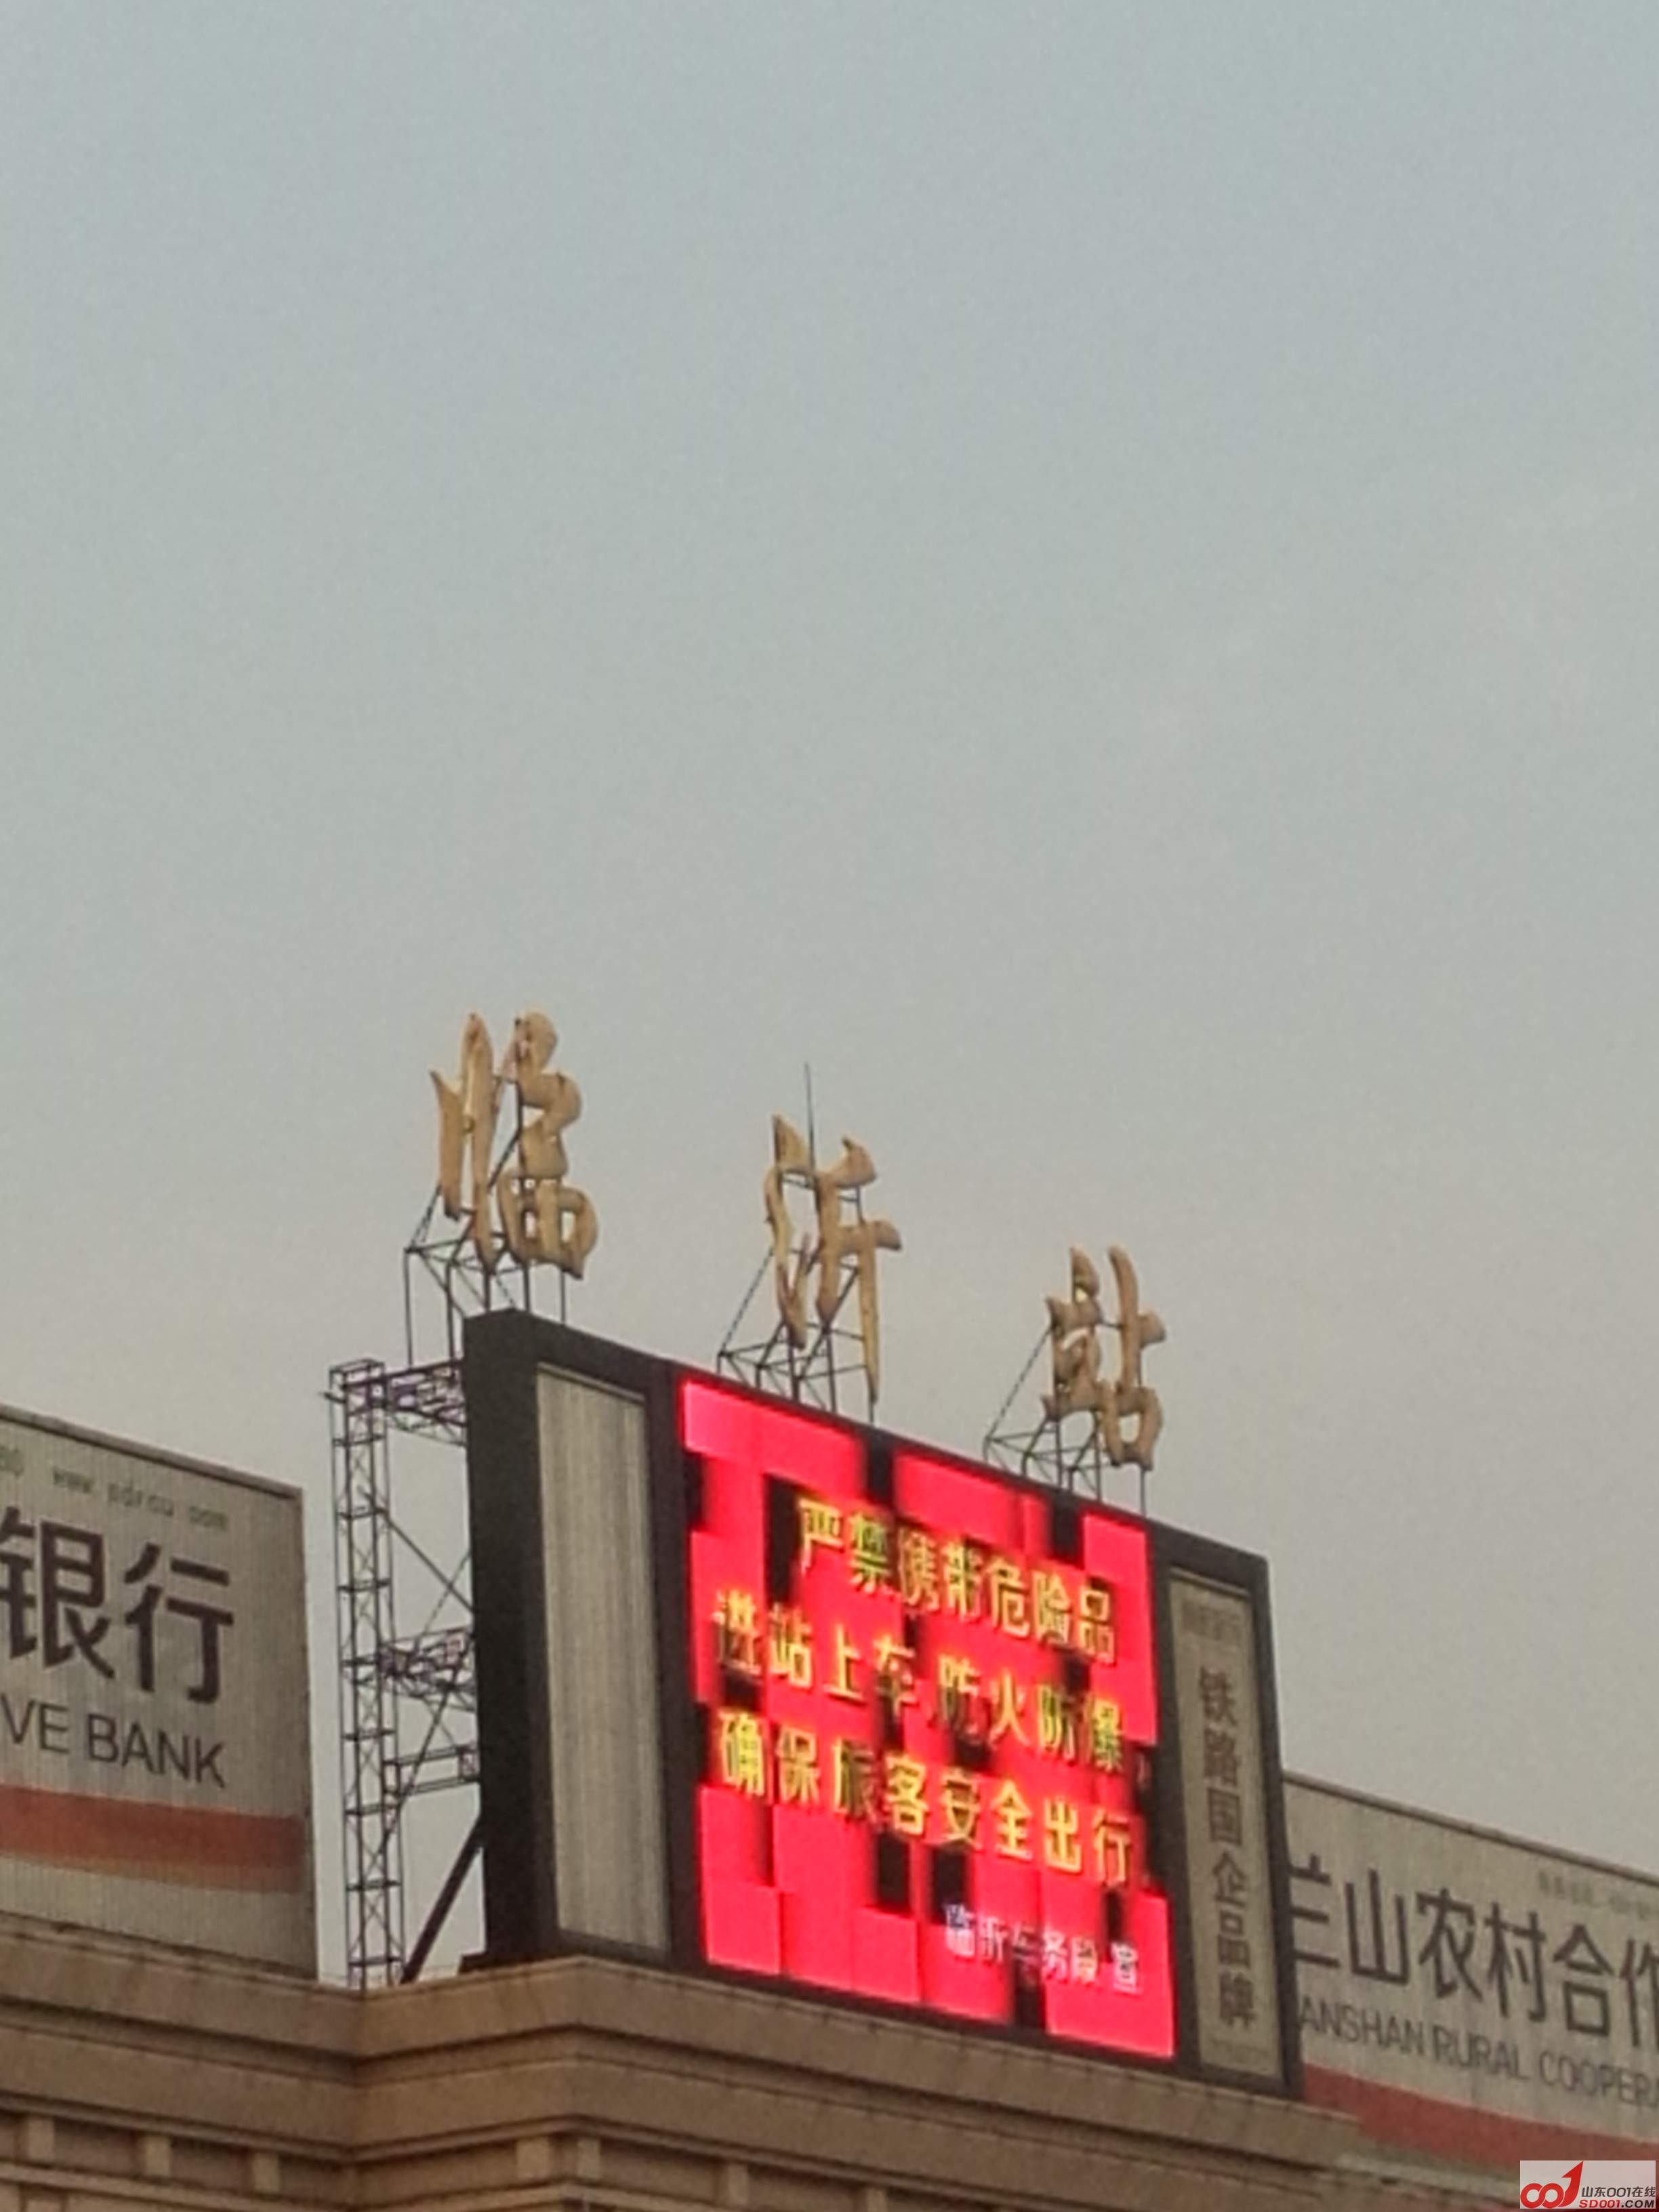 临沂站
银行
VE BANK
严禁携带危险品
进站上车,防火防爆,
确保旅客安全出行
临沂车务段 宣
铁路国企品牌
兰山农村合作
ANSHAN RURAL COOPERA
山东001在线
SD001.COM